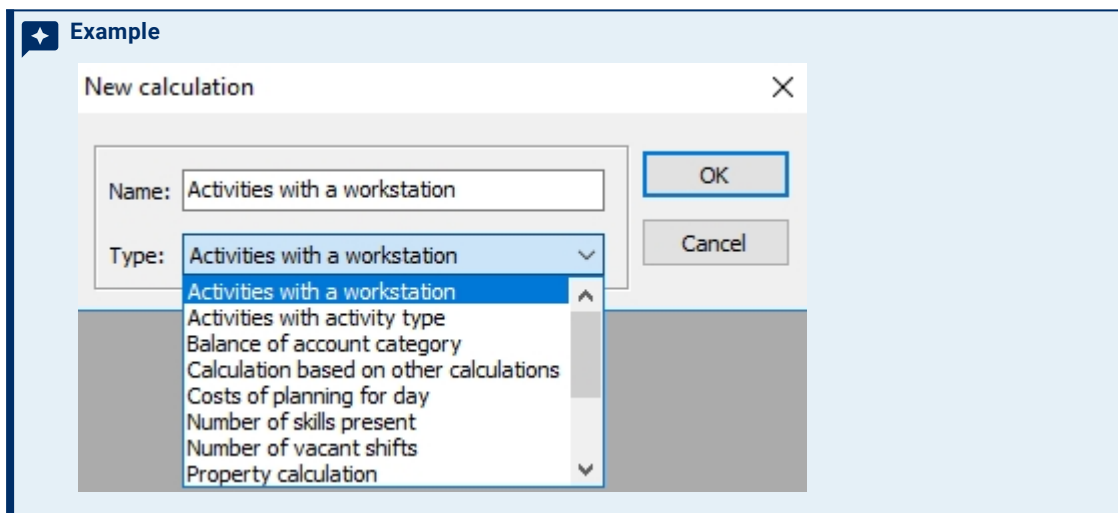 Example
New calculation
Name: Activities with a workstation
OK
Type: Activities with a workstation
Cancel
Activities with a workstation
Activities with activity type
Balance of account category
Calculation based on other calculations
Costs of planning for day
Number of skills present
Number of vacant shifts
Property calculation